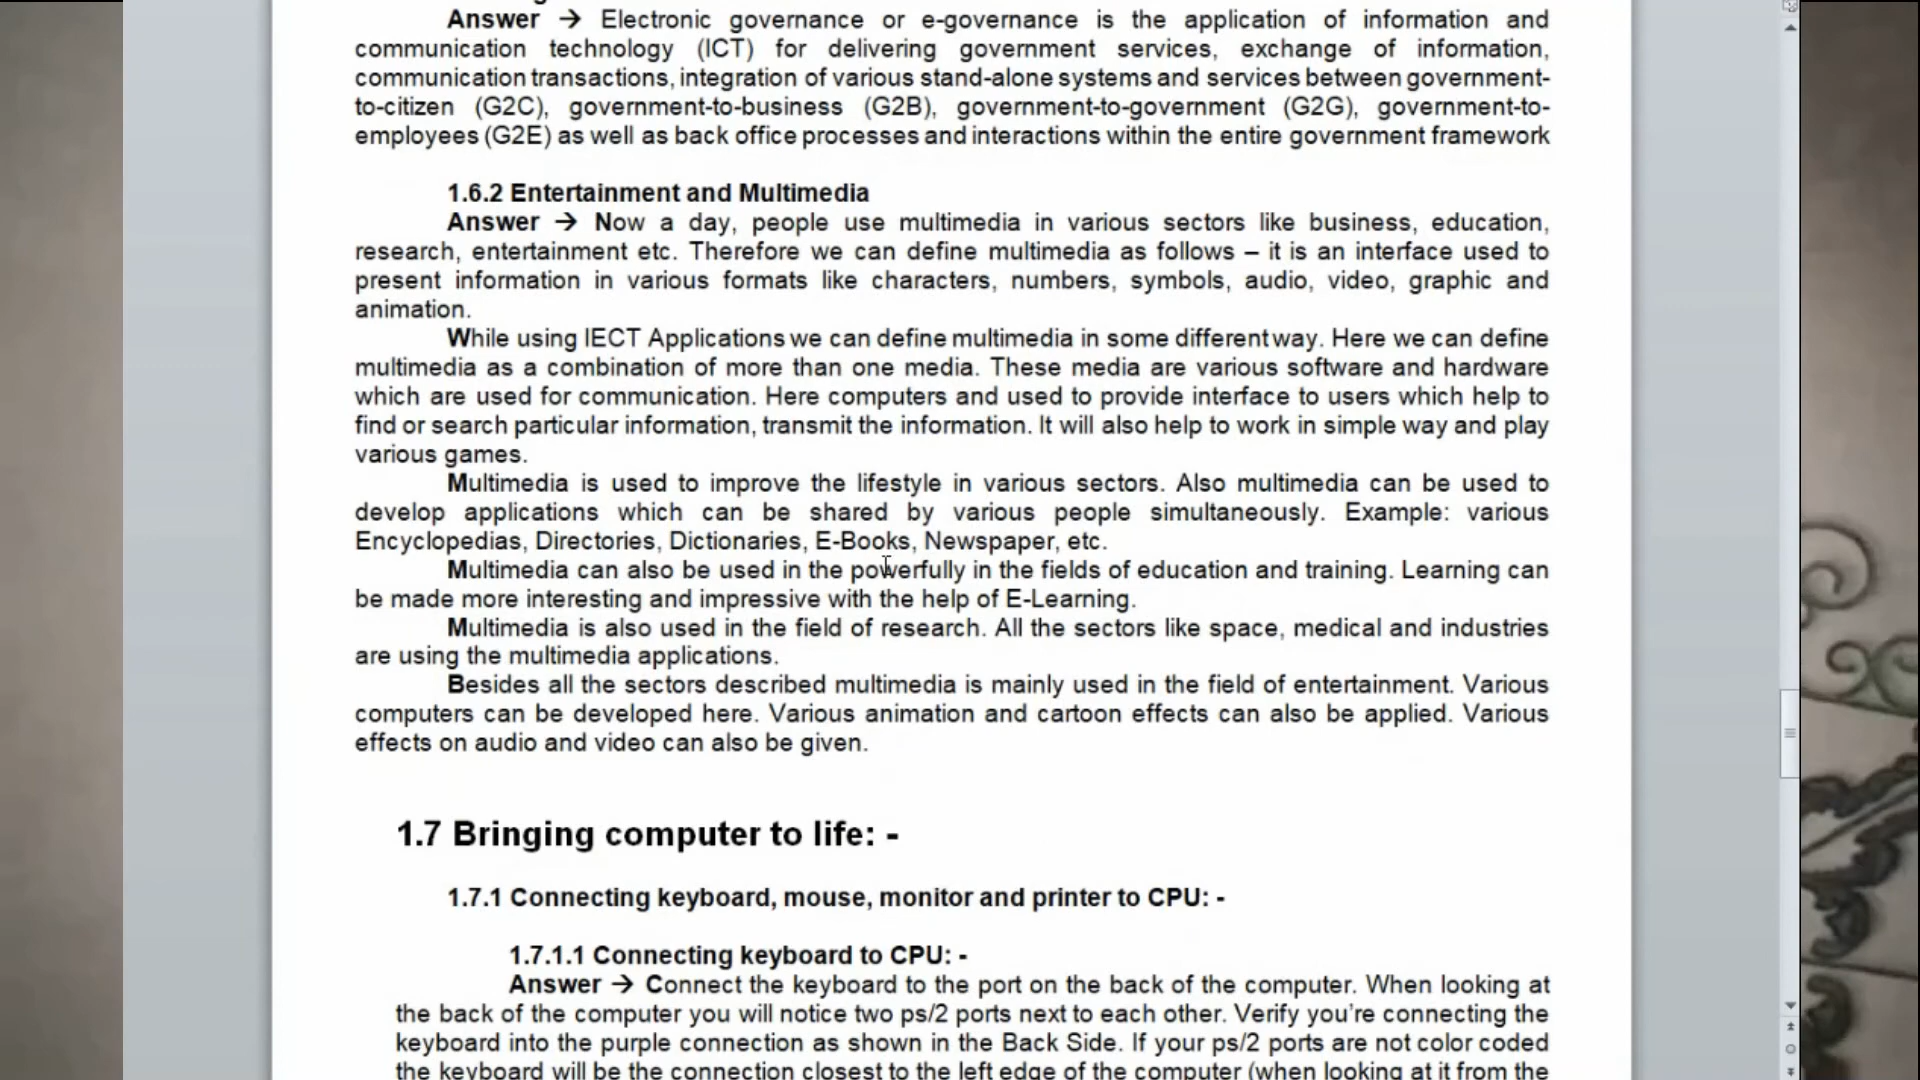 Answer → Electronic governance or e-governance is the application of information and
communication technology (ICT) for delivering government services, exchange of information,
communication transactions, integration of various stand-alone systems and services between government-
to-citizen (G2C), government-to-business (G2B), government-to-government (G2G), government-to-
employees (G2E) as well as back office processes and interactions within the entire government framework
1.6.2 Entertainment and Multimedia
Answer → Now a day, people use multimedia in various sectors like business, education,
research, entertainment etc. Therefore we can define multimedia as follows – it is an interface used to
present information in various formats like characters, numbers, symbols, audio, video, graphic and
animation.
While using IECT Applications we can define multimedia in some different way. Here we can define
multimedia as a combination of more than one media. These media are various software and hardware
which are used for communication. Here computers and used to provide interface to users which help to
find or search particular information, transmit the information. It will also help to work in simple way and play
various games.
Multimedia is used to improve the lifestyle in various sectors. Also multimedia can be used to
develop applications which can be shared by various people simultaneously. Example: various
Encyclopedias, Directories, Dictionaries, E-Books, Newspaper, etc.
Multimedia can also be used in the powerfully in the fields of education and training. Learning can
be made more interesting and impressive with the help of E-Learning.
Multimedia is also used in the field of research. All the sectors like space, medical and industries
are using the multimedia applications.
Besides all the sectors described multimedia is mainly used in the field of entertainment. Various
computers can be developed here. Various animation and cartoon effects can also be applied. Various
effects on audio and video can also be given.
1.7 Bringing computer to life: -
1.7.1 Connecting keyboard, mouse, monitor and printer to CPU: -
1.7.1.1 Connecting keyboard to CPU: -
Answer → Connect the keyboard to the port on the back of the computer. When looking at
the back of the computer you will notice two ps/2 ports next to each other. Verify you're connecting the
keyboard into the purple connection as shown in the Back Side. If your ps/2 ports are not color coded
the keyboard will be the connection closest to the left edge of the computer (when looking at it from the